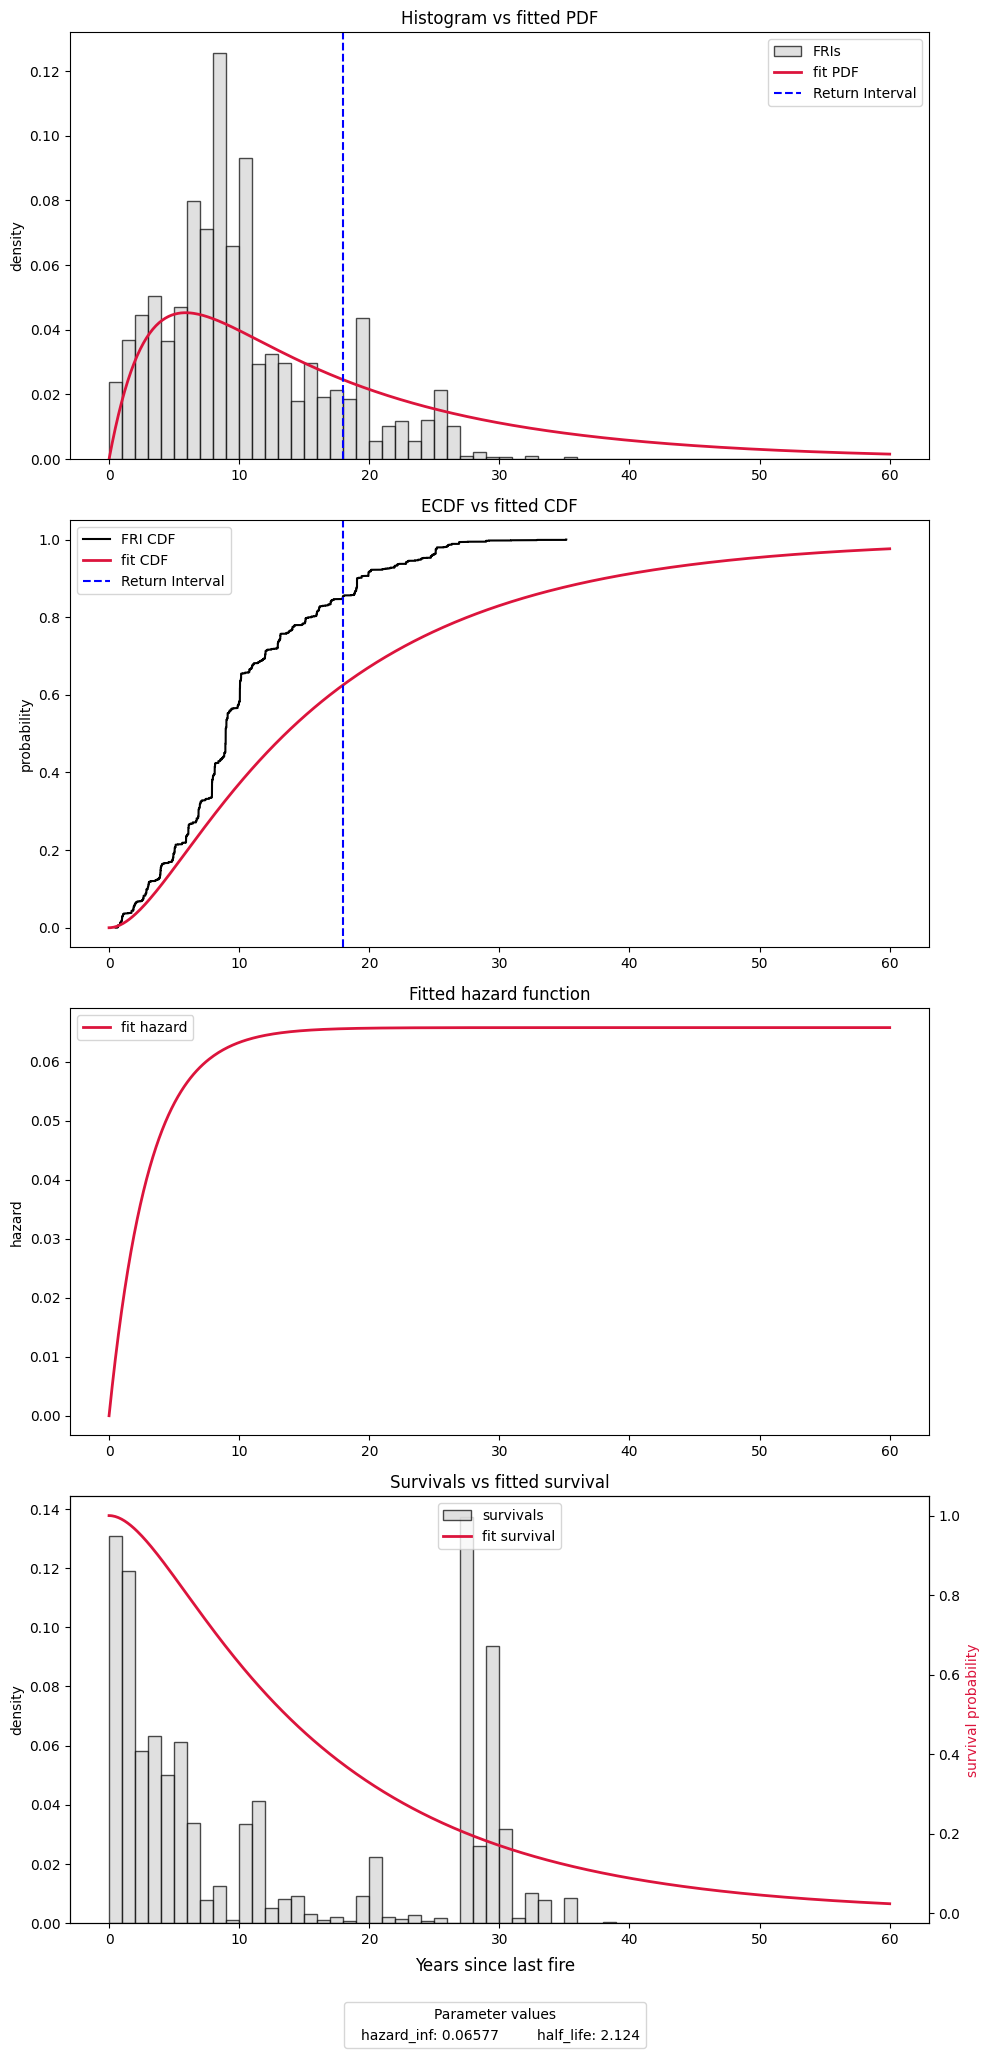 Histogram vs fitted PDF
FRIs
fit PDF
Return Interval
density
0.12
0.10
0.08
0.06
0.04
0.02
0.00
0 10 20 30 40 50 60
ECDF vs fitted CDF
FRI CDF
fit CDF
Return Interval
probability
1.0
0.8
0.6
0.4
0.2
0.0
0 10 20 30 40 50 60
Fitted hazard function
fit hazard
hazard
0.06
0.05
0.04
0.03
0.02
0.01
0.00
0 10 20 30 40 50 60
Survivals vs fitted survival
survivals
fit survival
density
0.14
0.12
0.10
0.08
0.06
0.04
0.02
0.00
1.0
0.8
0.6
0.4
0.2
0.0
survival probability
0 10 20 30 40 50 60
Years since last fire
Parameter values
hazard_inf: 0.06577 half_life: 2.124